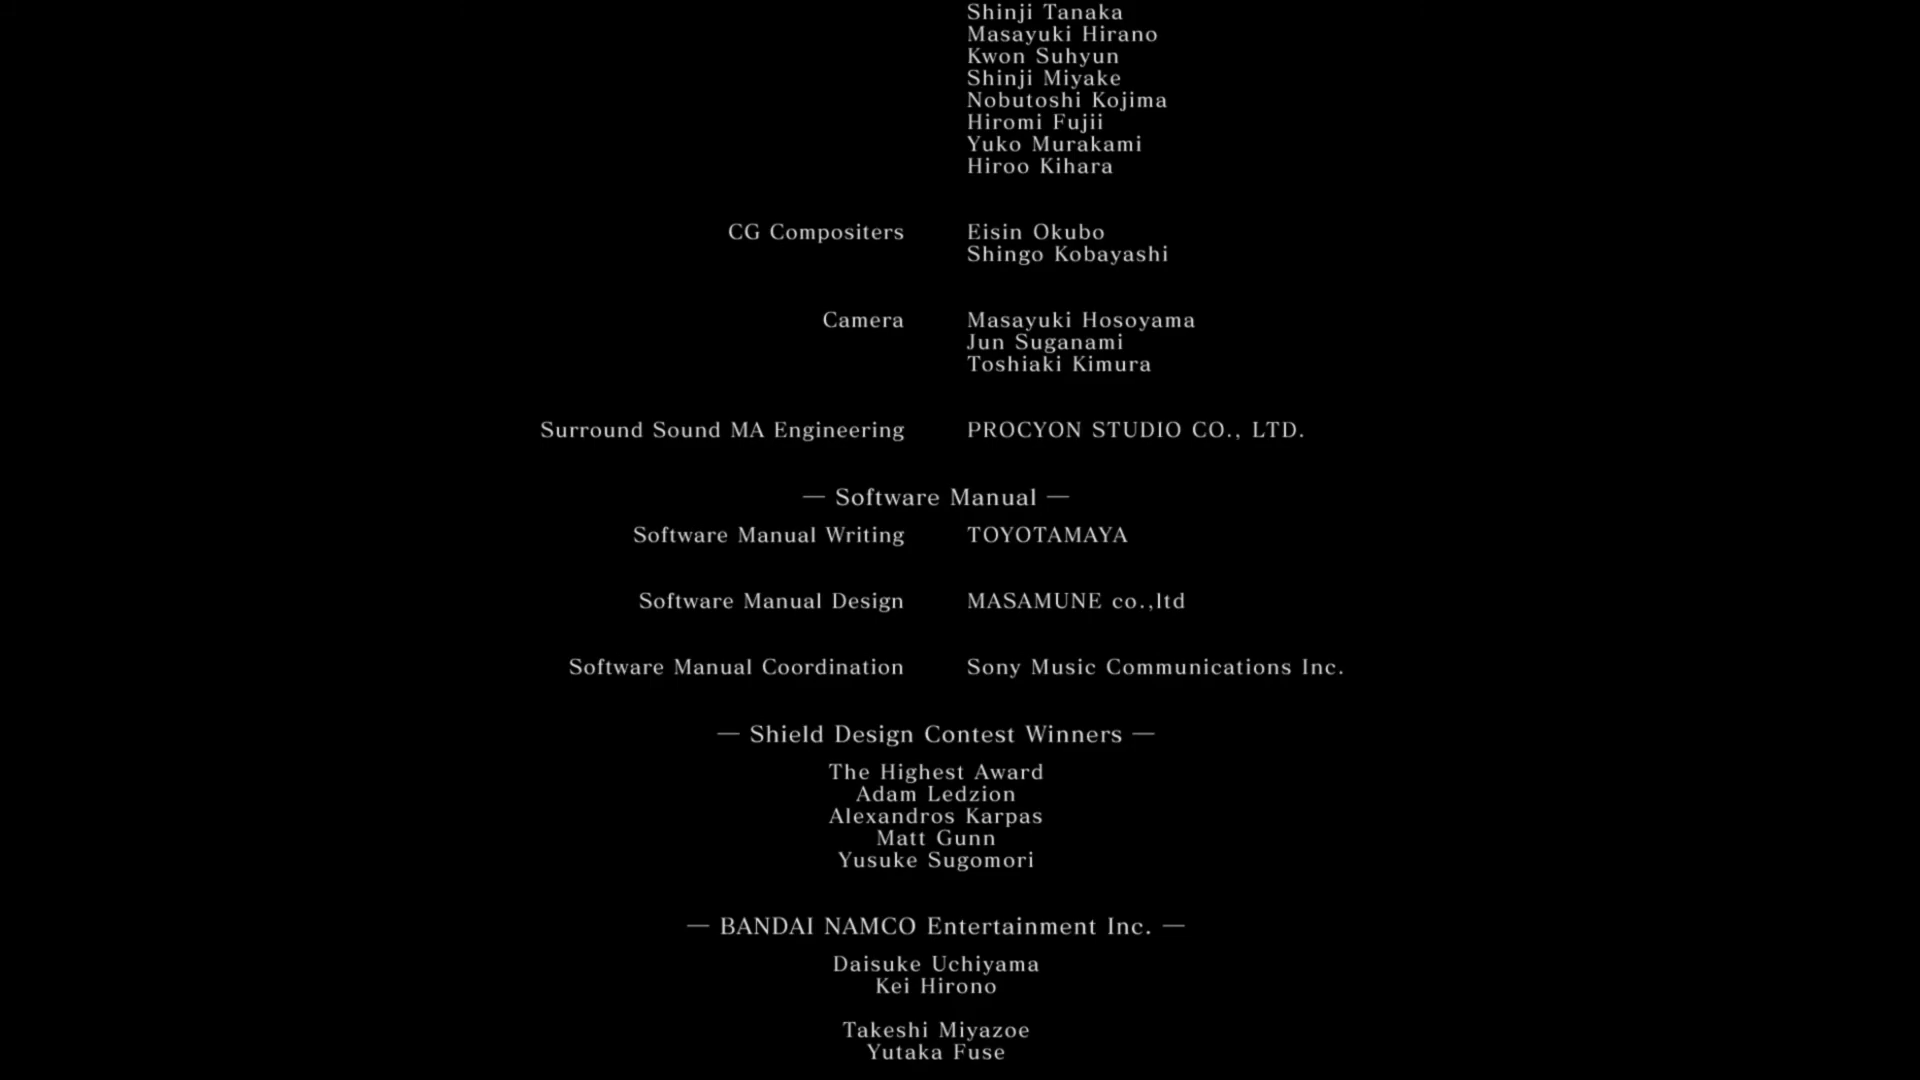 Shinji Tanaka
Masayuki Hirano
Kwon Suhyun
Shinji Miyake
Nobutoshi Kojima
Hiromi Fujii
Yuko Murakami
Hiroo Kihara
CG Compositers Eisin Okubo
Shingo Kobayashi
Camera Masayuki Hosoyama
Jun Suganami
Toshiaki Kimura
Surround Sound MA Engineering PROCYON STUDIO CO., LTD.
— Software Manual —
Software Manual Writing TOYOTAMAYA
Software Manual Design MASAMUNE co.,ltd
Software Manual Coordination Sony Music Communications Inc.
— Shield Design Contest Winners —
The Highest Award
Adam Ledzion
Alexandros Karpas
Matt Gunn
Yusuke Sugomori
— BANDAI NAMCO Entertainment Inc. —
Daisuke Uchiyama
Kei Hirono
Takeshi Miyazoe
Yutaka Fuse